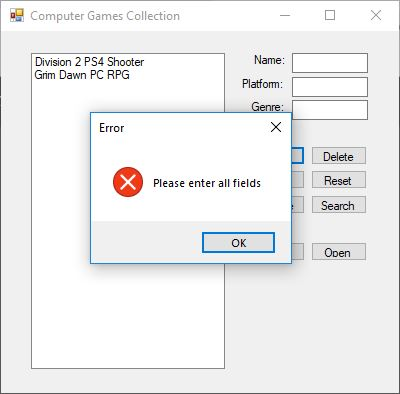 Computer Games Collection
Division 2 PS4 Shooter
Grim Dawn PC RPG
Name:
Platform:
Genre:
Error
Please enter all fields
OK
Delete
Reset
Search
Open